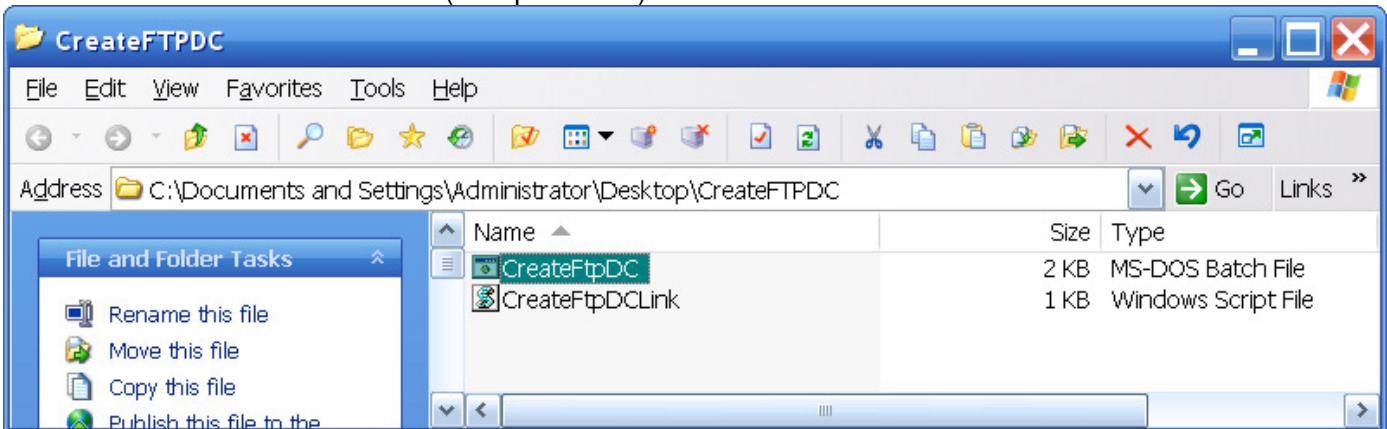 CreateFTPDC
File Edit View Favorites Tools Help
Address C:\Documents and Settings\Administrator\Desktop\CreateFTPDC Go Links »
Name Size Type
File and Folder Tasks
CreateFtpDC 2 KB MS-DOS Batch File
CreateFtpDCLink 1 KB Windows Script File
Rename this file
Move this file
Copy this file
Publish this file to the